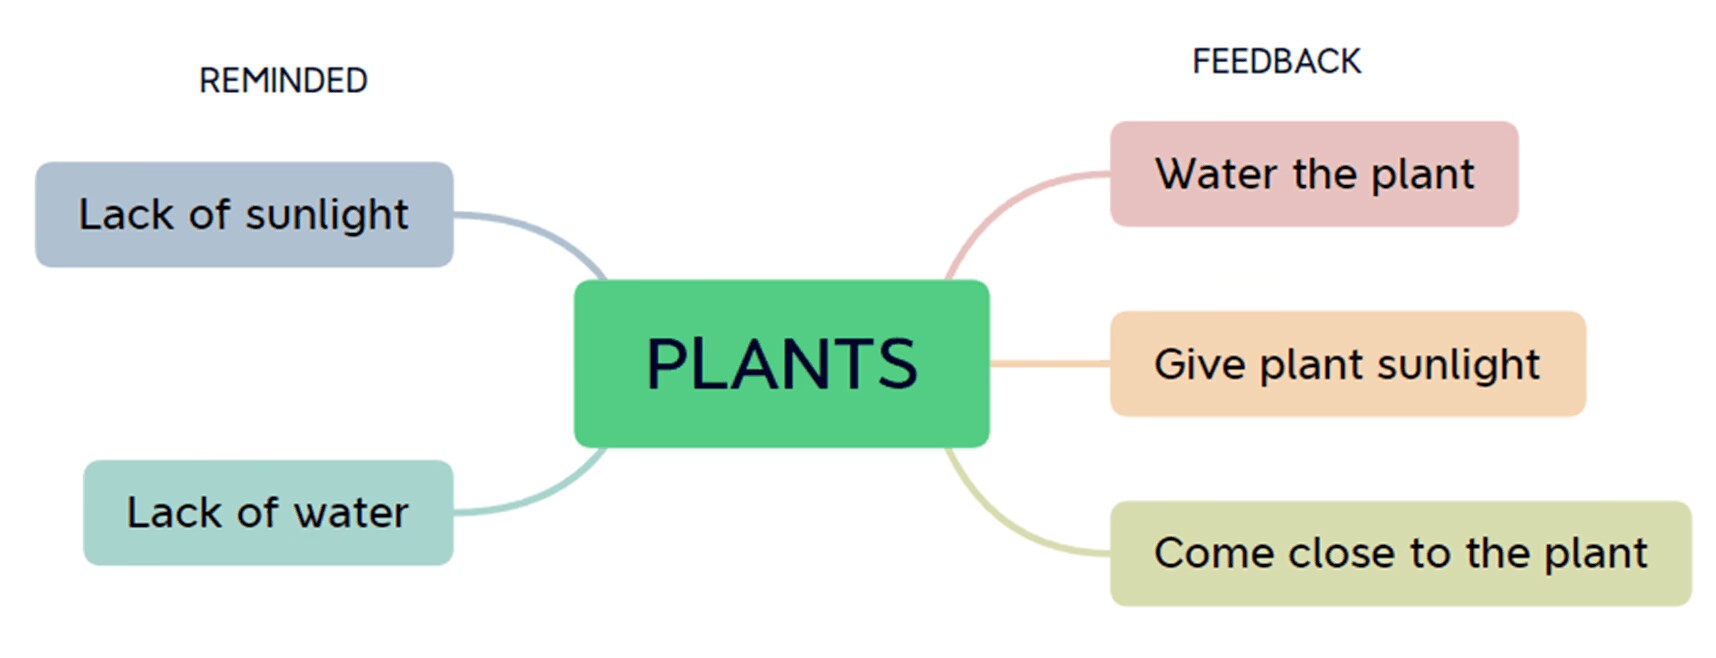 REMINDED
Lack of sunlight
Lack of water
PLANTS
FEEDBACK
Water the plant
Give plant sunlight
Come close to the plant